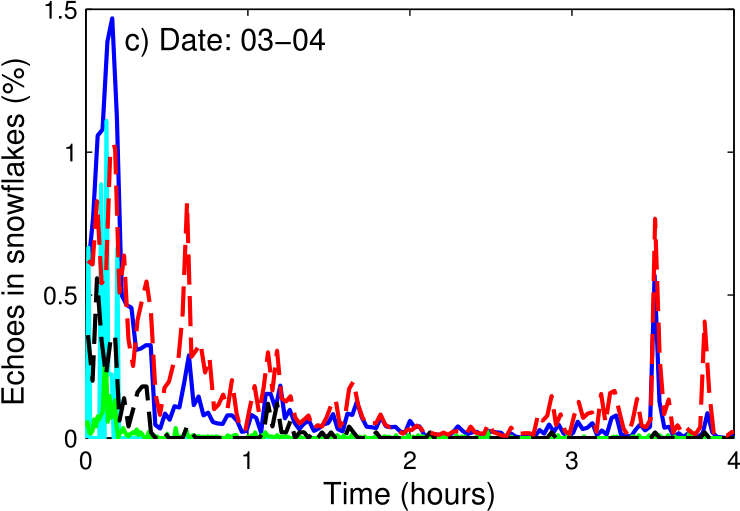 c) Date: 03−04
Echoes in snowflakes (%)
1.5
1
0.5
0
0 1 2 3 4
Time (hours)